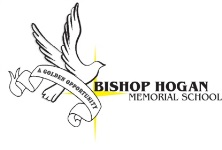 A GOLDEN OPPORTUNITY
BISHOP HOGAN
MEMORIAL SCHOOL